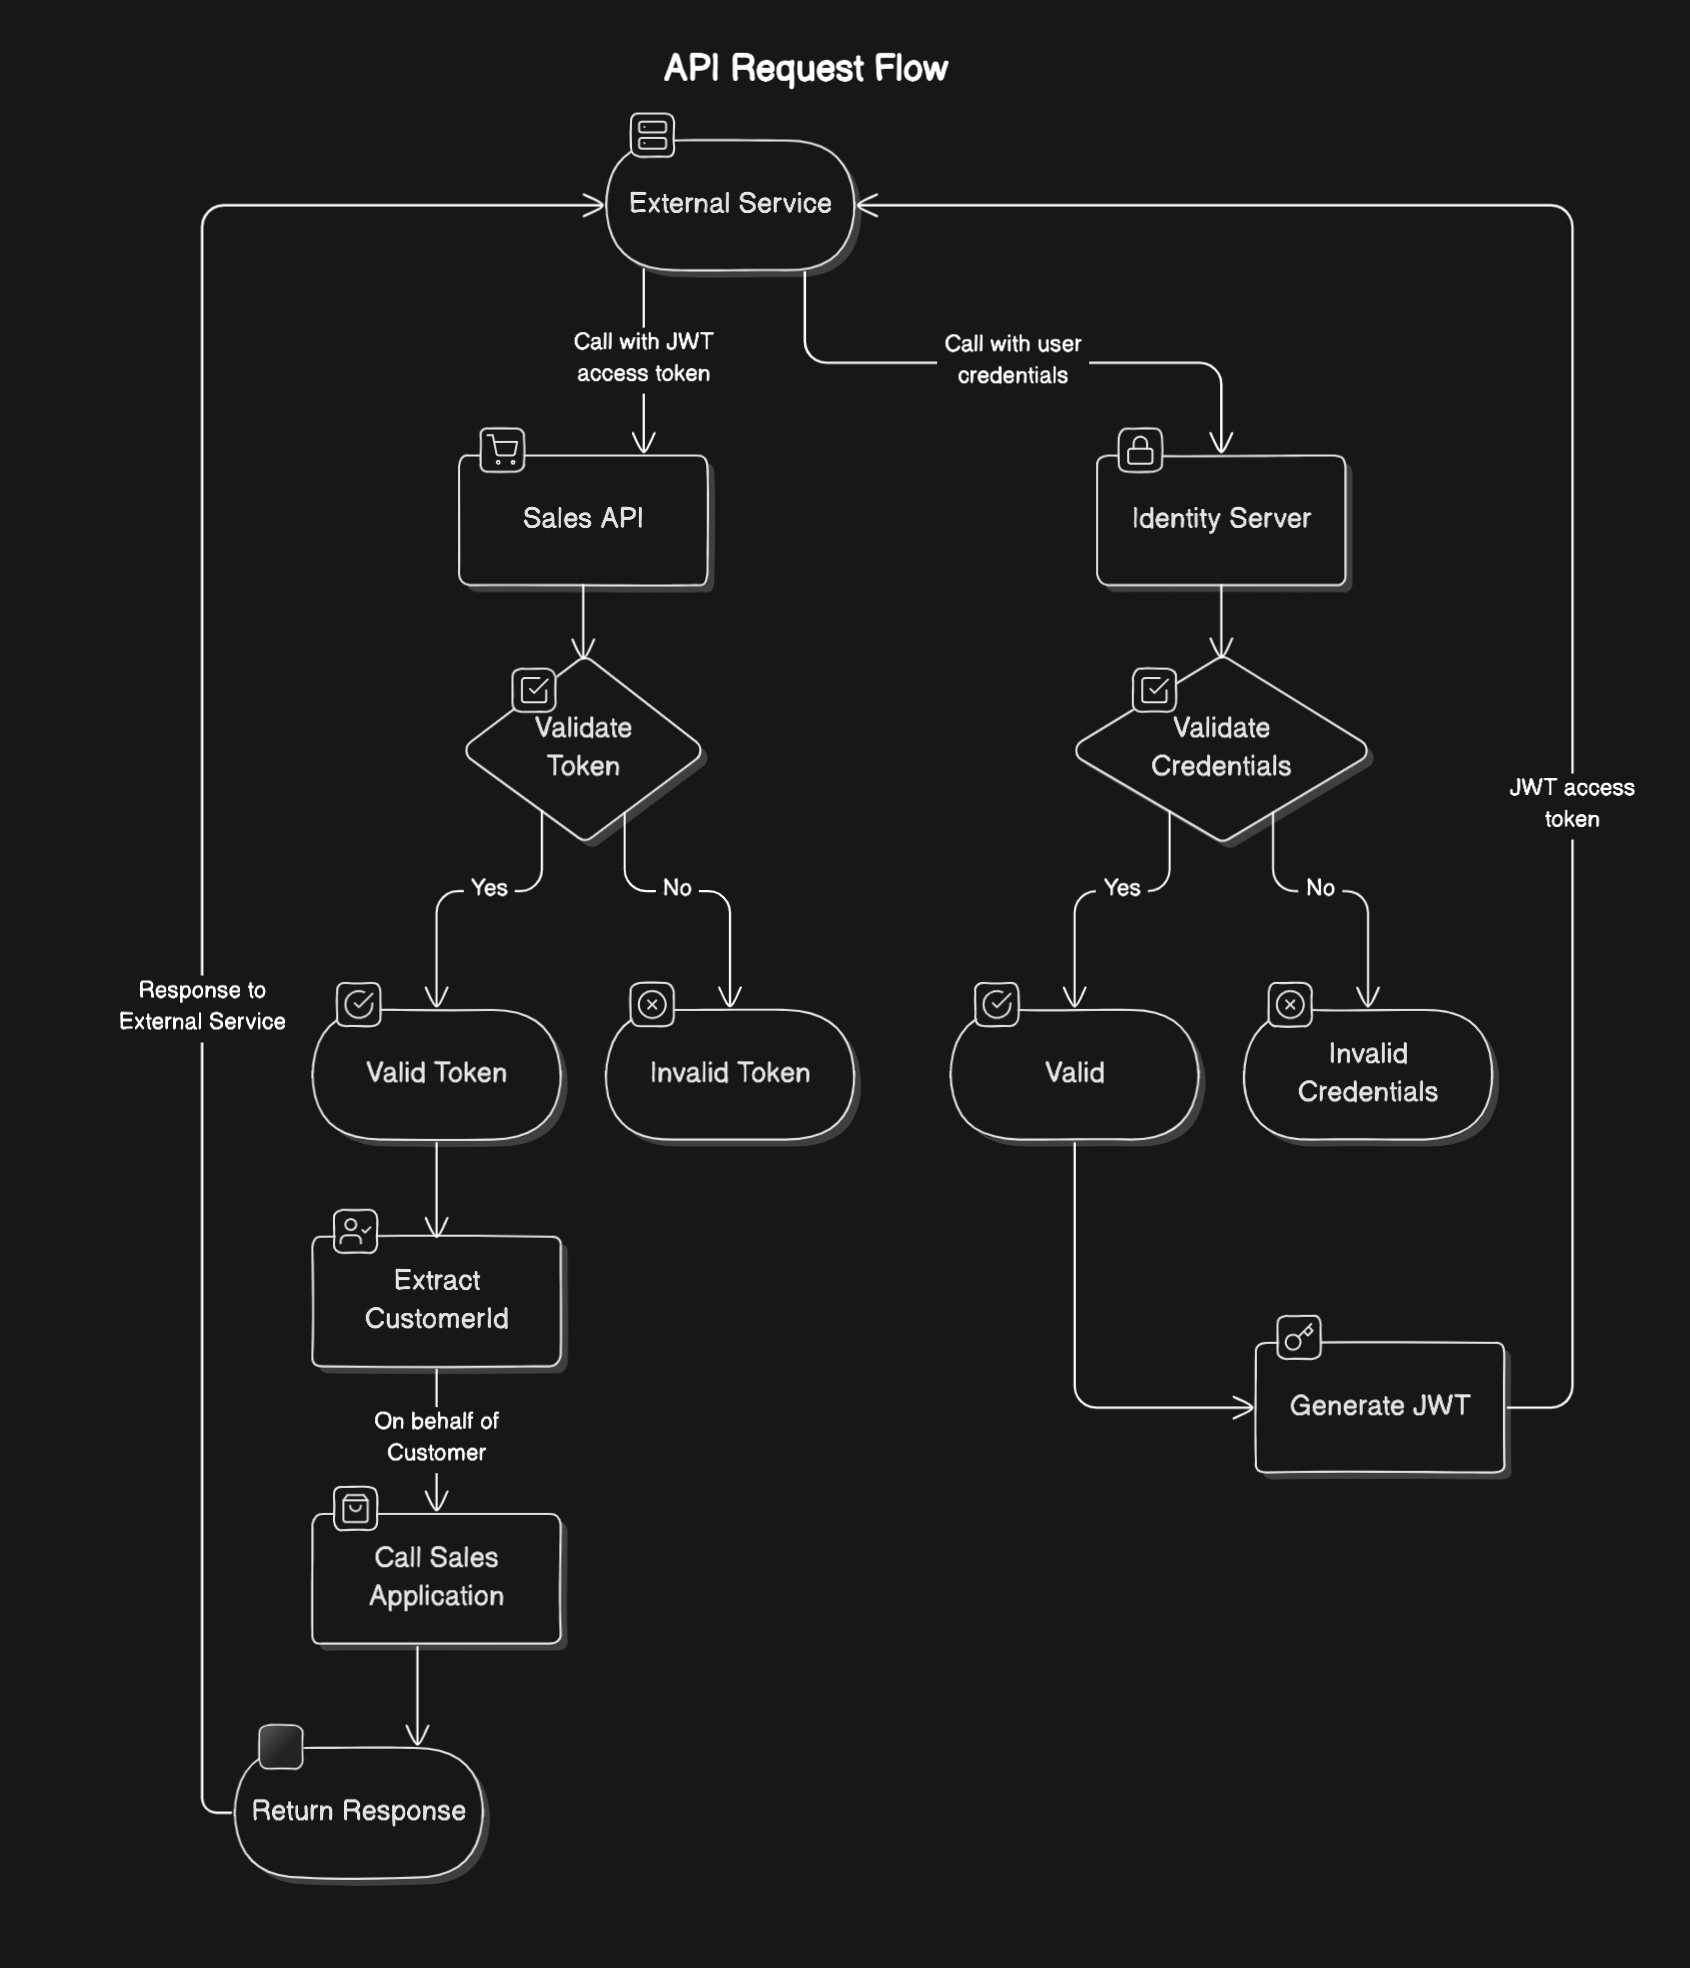 API Request Flow
External Service
Call with JWT
access token
Call with user
credentials
Sales API
Identity Server
Validate
Token
Validate
Credentials
JWT access
token
Yes
No
Yes
No
Response to
External Service
Valid Token
Invalid Token
Valid
Invalid
Credentials
Extract
CustomerId
Generate JWT
On behalf of
Customer
Call Sales
Application
Return Response